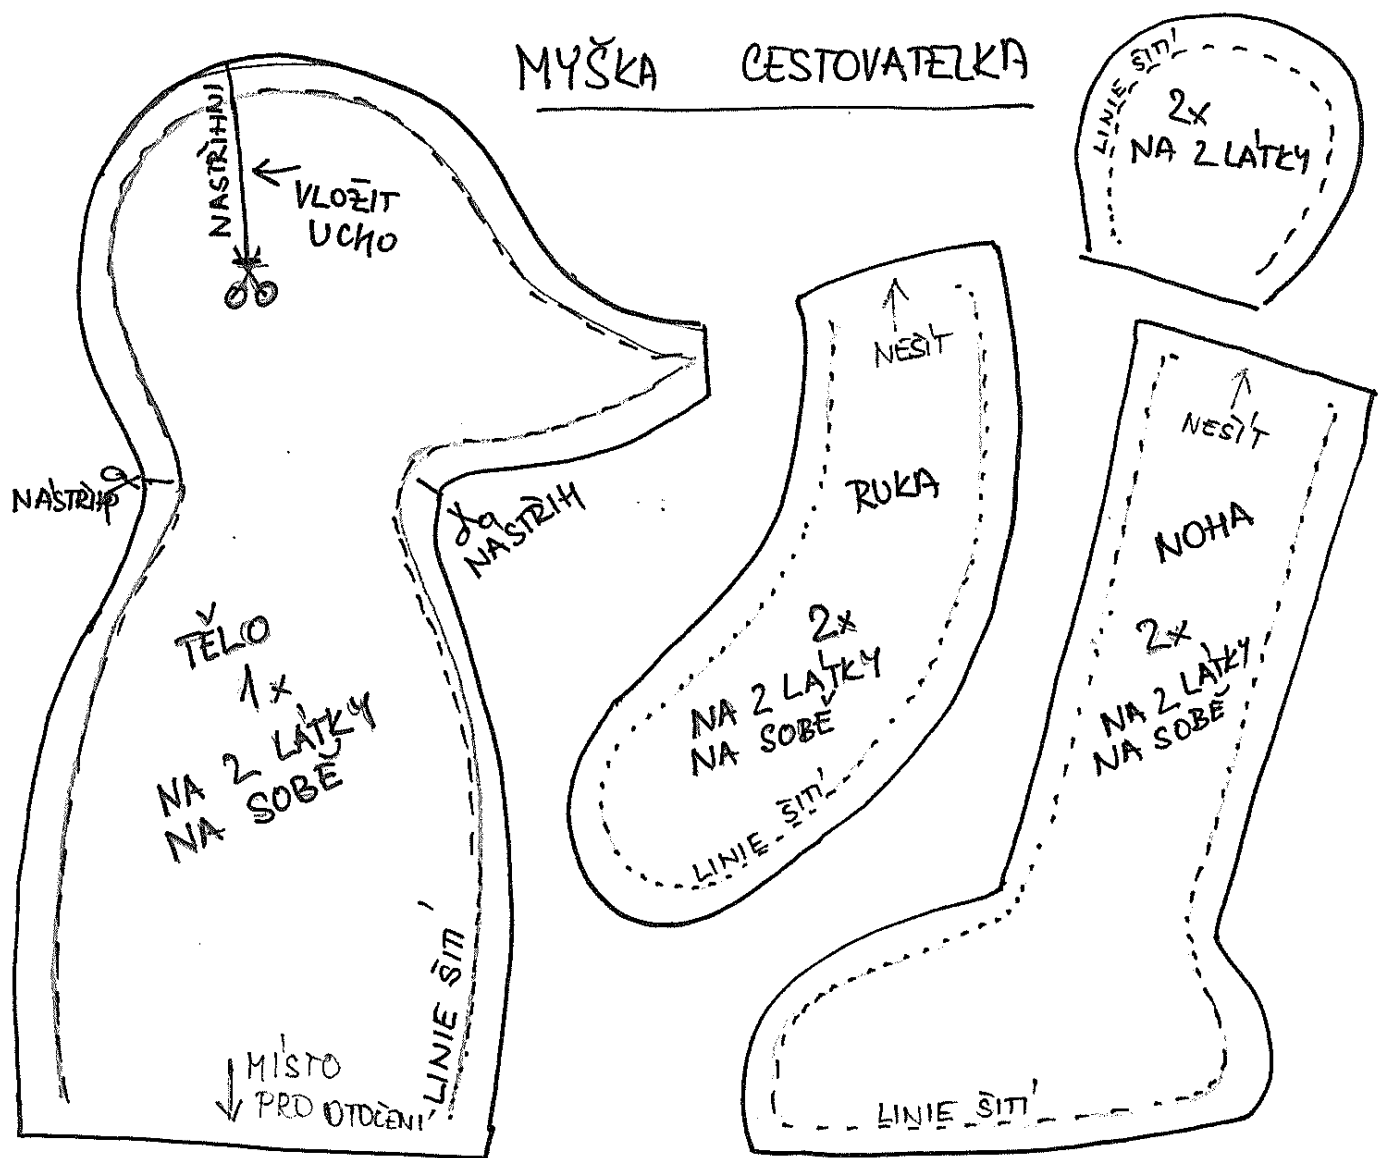 MYŠKA CESTOVATELKA
NASTŘIHNI
VLOŽIT
UCHO
NÁSTŘIH
NÁSTŘIH
TĚLO
1x
NA 2 LÁTKY
NA SOBĚ
LINIE ŠITÍ
MÍSTO
PRO OTOČENÍ
NEŠÍT
RUKA
2x
NA 2 LÁTKY
NA SOBĚ
LINIE ŠITÍ
LINIE ŠITÍ
2x
NA 2 LÁTKY
NEŠÍT
NOHA
2x
NA 2 LÁTKY
NA SOBĚ
LINIE ŠITÍ